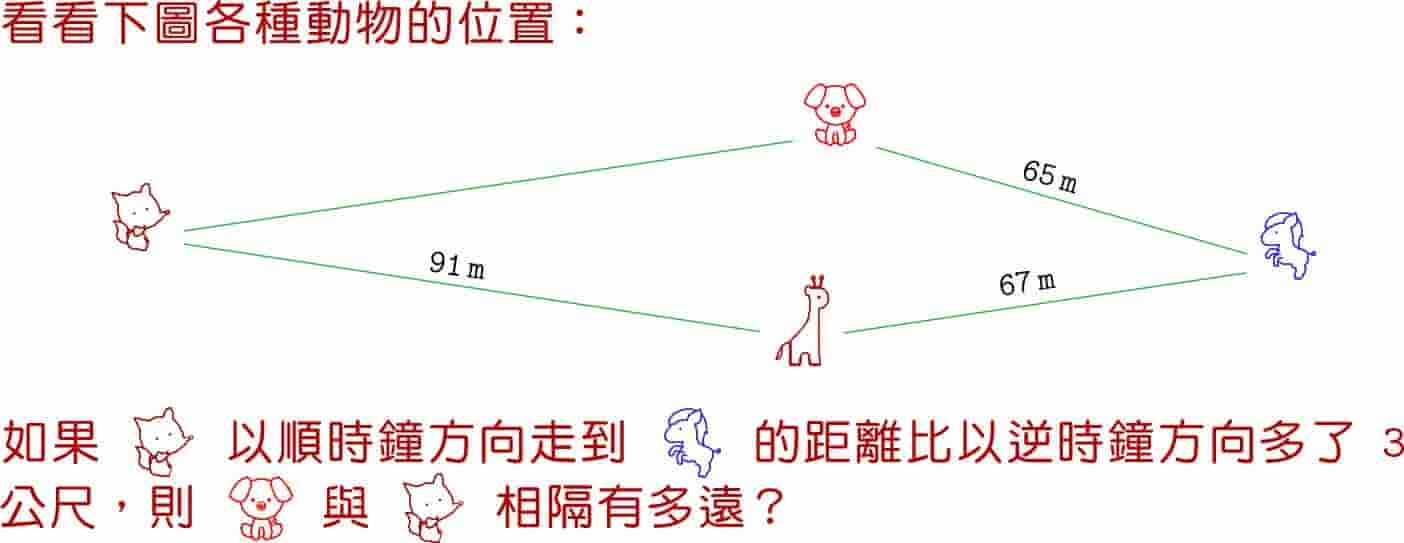 看看下圖各種動物的位置：
65 m
91 m
67 m
如果 以順時鐘方向走到 的距離比以逆時鐘方向多了 3
公尺，則 與 相隔有多遠？